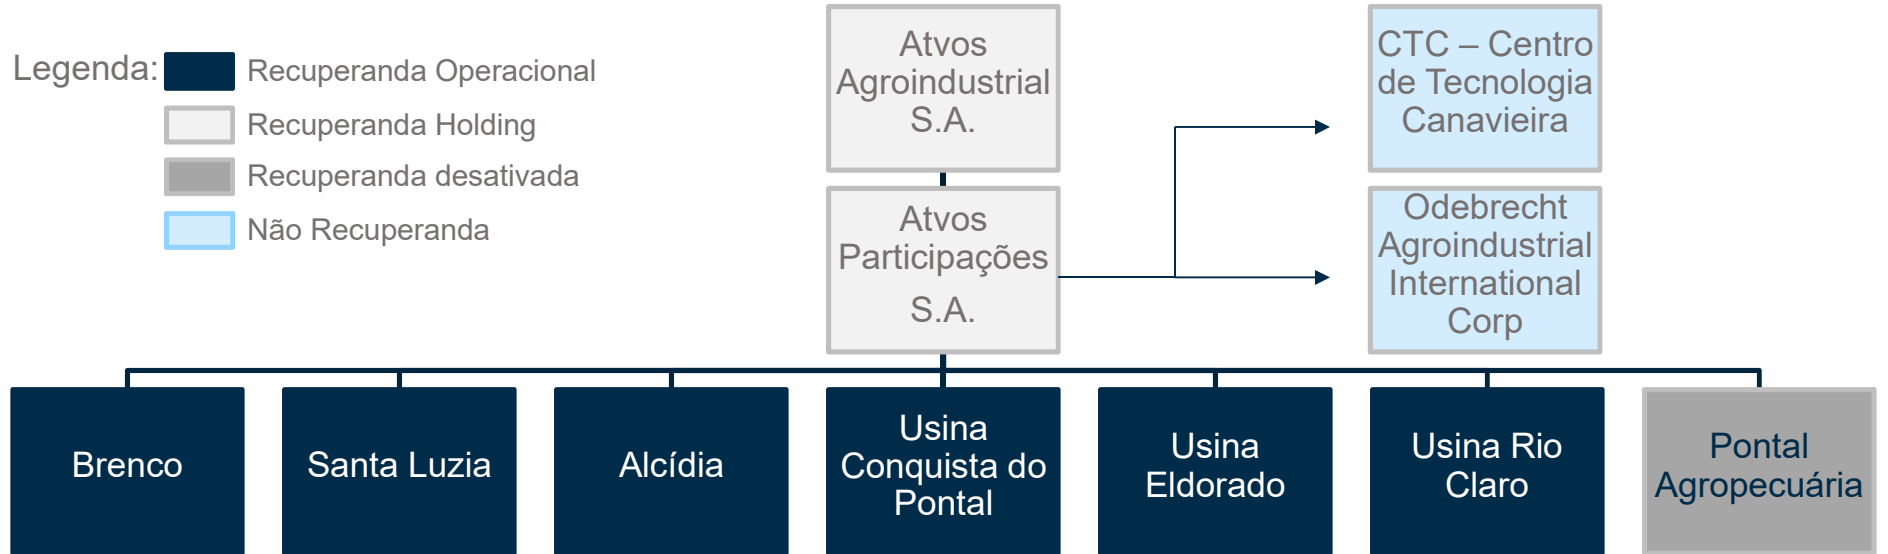 Legenda:
Recuperanda Operacional
Recuperanda Holding
Recuperanda desativada
Não Recuperanda
Atvos
Agroindustrial
S.A.
CTC – Centro
de Tecnologia
Canavieira
Atvos
Participações
S.A.
Odebrecht
Agroindustrial
International
Corp
Brenco
Santa Luzia
Alcídia
Usina
Conquista do
Pontal
Usina
Eldorado
Usina Rio
Claro
Pontal
Agropecuária